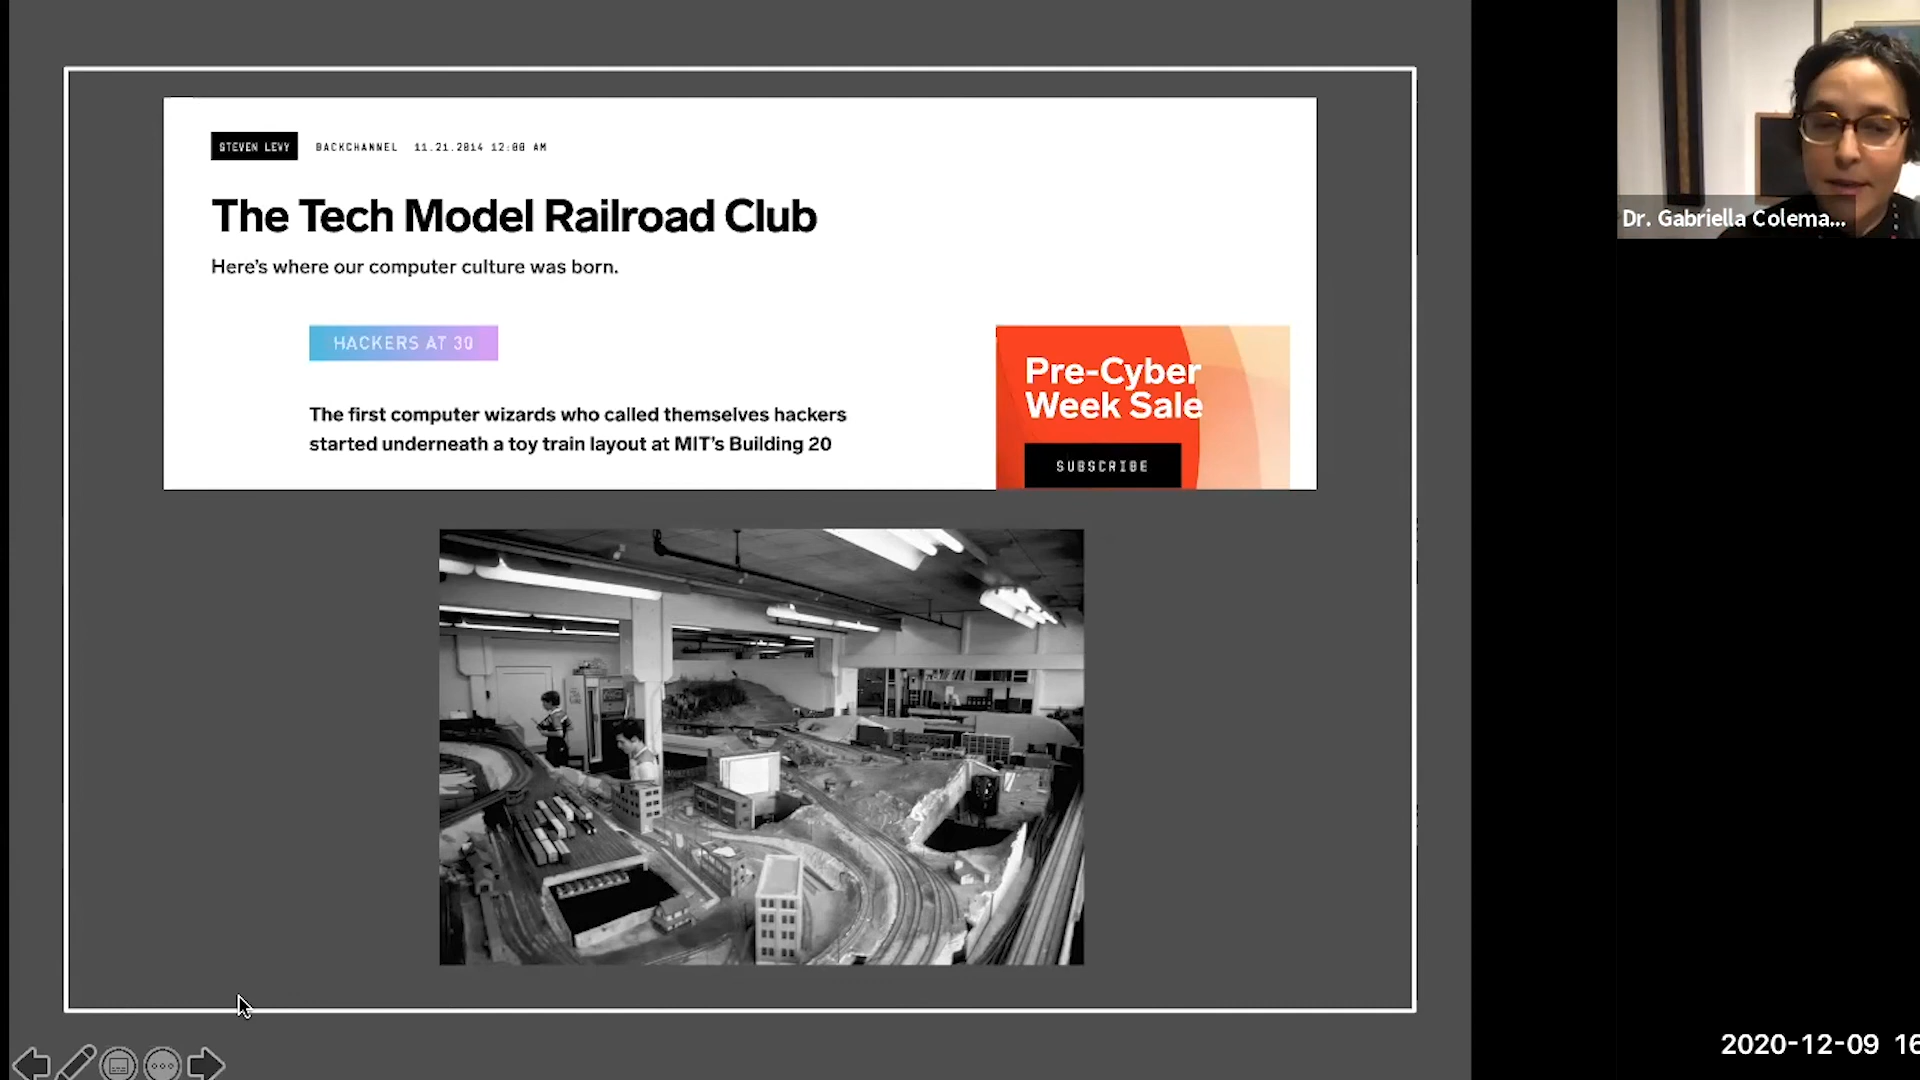 STEVEN LEVY BACKCHANNEL 11.21.2014 12:00 AM
The Tech Model Railroad Club
Here's where our computer culture was born.
HACKERS AT 30
The first computer wizards who called themselves hackers
started underneath a toy train layout at MIT's Building 20
Pre-Cyber
Week Sale
SUBSCRIBE
Dr. Gabriella Colema...
2020-12-09 16